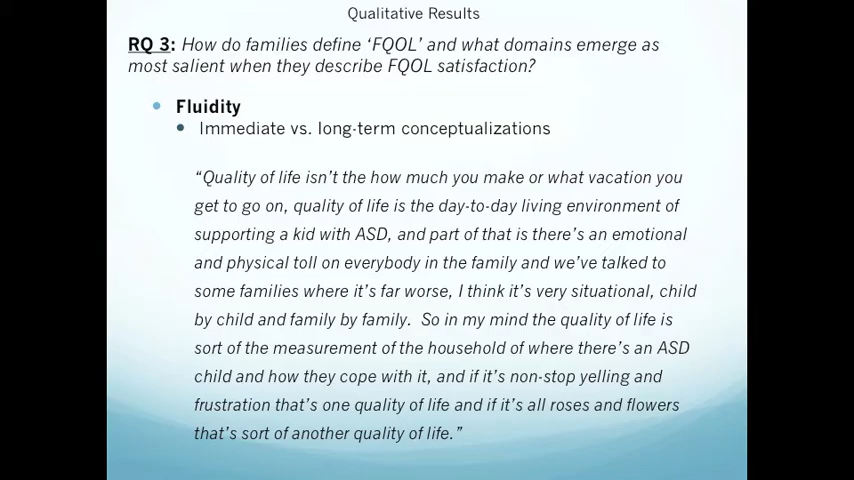 Qualitative Results
RQ 3: How do families define ‘FQOL’ and what domains emerge as
most salient when they describe FQOL satisfaction?
• Fluidity
• Immediate vs. long-term conceptualizations
“Quality of life isn’t the how much you make or what vacation you
get to go on, quality of life is the day-to-day living environment of
supporting a kid with ASD, and part of that is there’s an emotional
and physical toll on everybody in the family and we’ve talked to
some families where it’s far worse, I think it’s very situational, child
by child and family by family.  So in my mind the quality of life is
sort of the measurement of the household of where there’s an ASD
child and how they cope with it, and if it’s non-stop yelling and
frustration that’s one quality of life and if it’s all roses and flowers
that’s sort of another quality of life.”